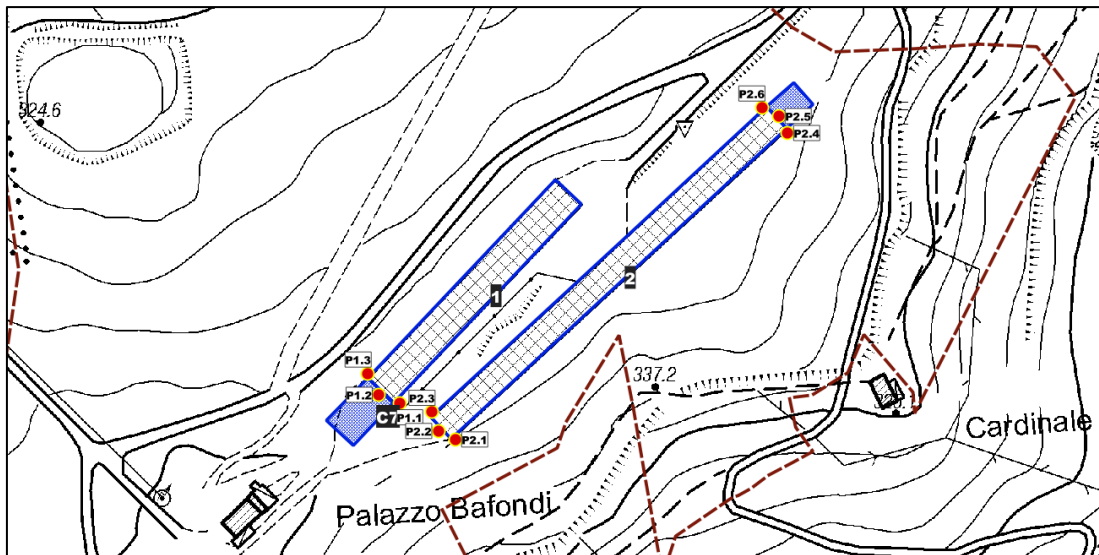 324.6
P2.6
P2.5
P2.4
2
1
P1.3
337.2
P1.2
C7
P2.3
P1.1
P2.2
P2.1
Cardinale
Palazzo Bafondi